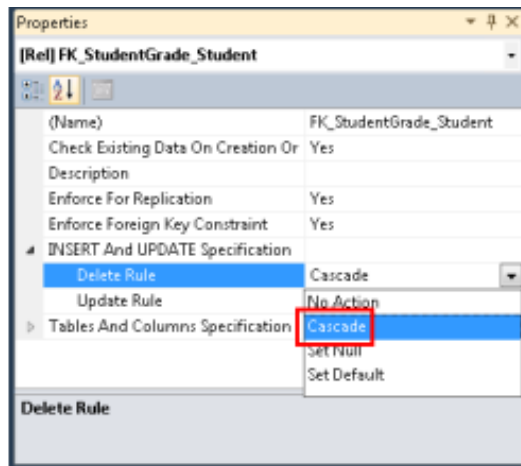 Properties
[Rel] FK_StudentGrade_Student
(Name) FK_StudentGrade_Student
Check Existing Data On Creation Or Yes
Description
Enforce For Replication Yes
Enforce Foreign Key Constraint Yes
INSERT And UPDATE Specification
Delete Rule Cascade
Update Rule No Action
Tables And Columns Specification Cascade
Set Null
Set Default
Delete Rule